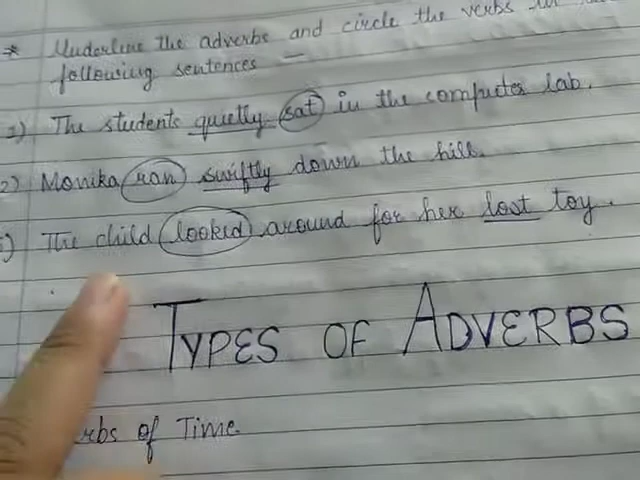 * Underline the adverbs and circle the verbs in
following sentences —
1) The students quietly sat in the computer lab.
2) Monika ran swiftly down the hill.
) The child looked around for her lost toy.
TYPES OF ADVERBS
rbs of Time